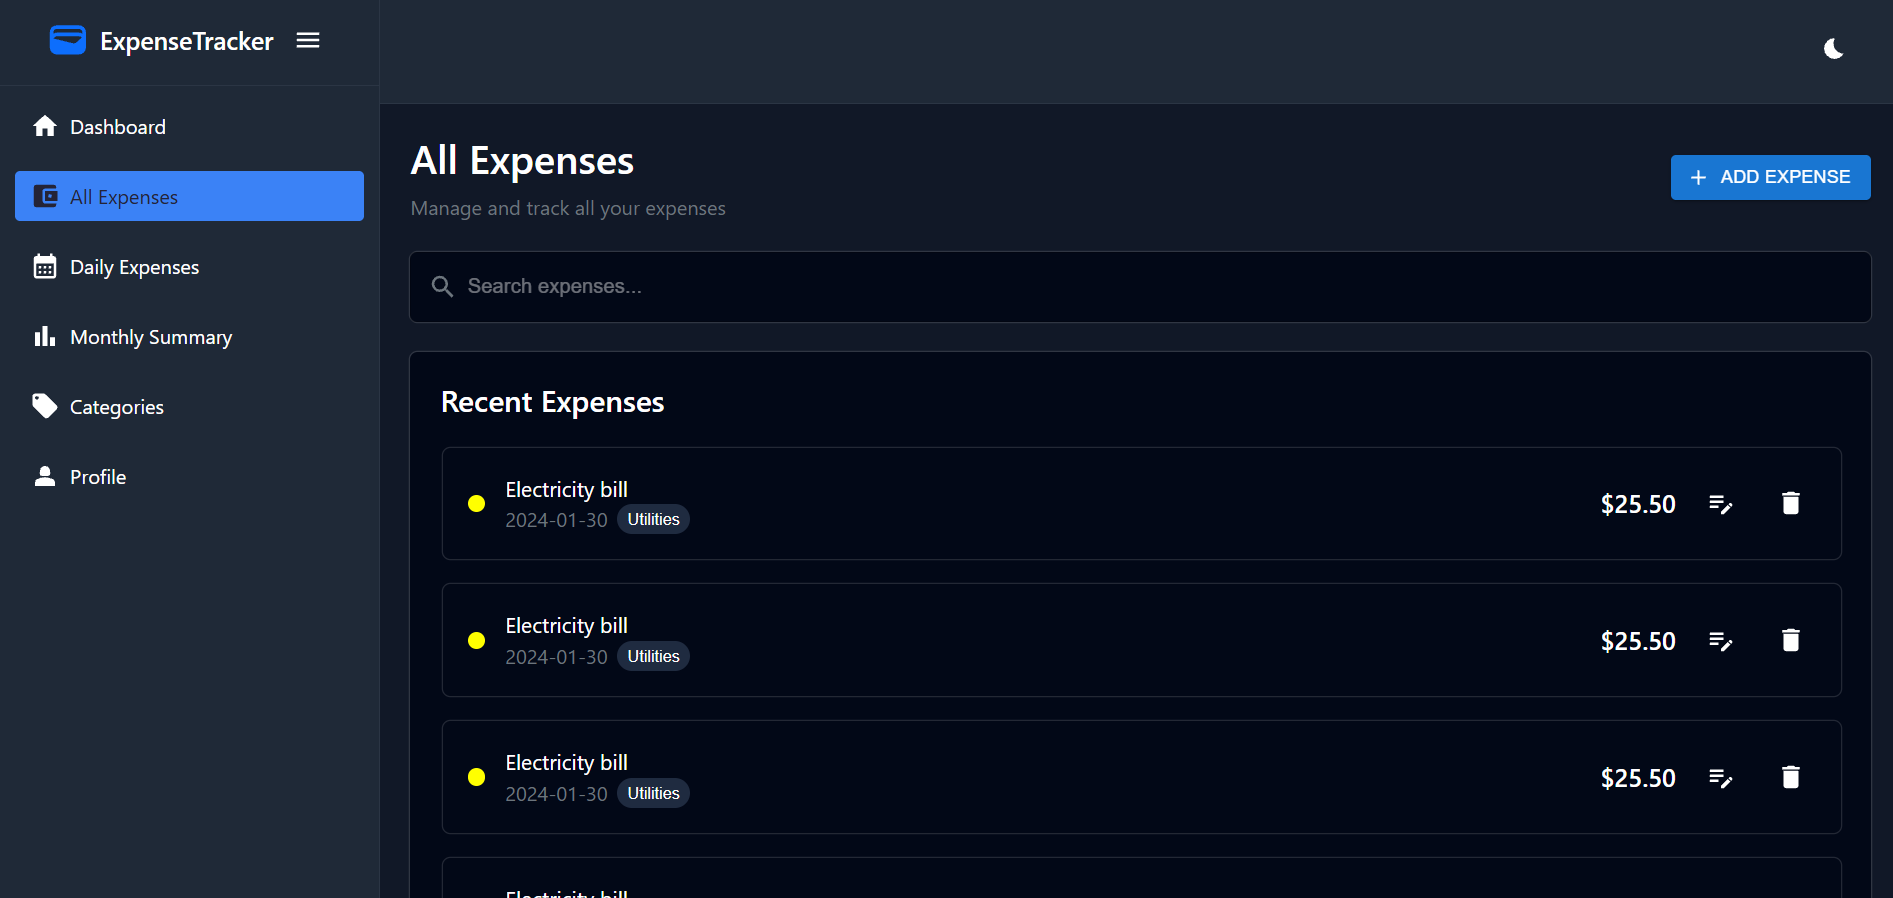 ExpenseTracker
Dashboard
All Expenses
Daily Expenses
Monthly Summary
Categories
Profile
All Expenses
Manage and track all your expenses
ADD EXPENSE
Search expenses...
Recent Expenses
Electricity bill
2024-01-30 Utilities
$25.50
Electricity bill
2024-01-30 Utilities
$25.50
Electricity bill
2024-01-30 Utilities
$25.50
Electricity bill